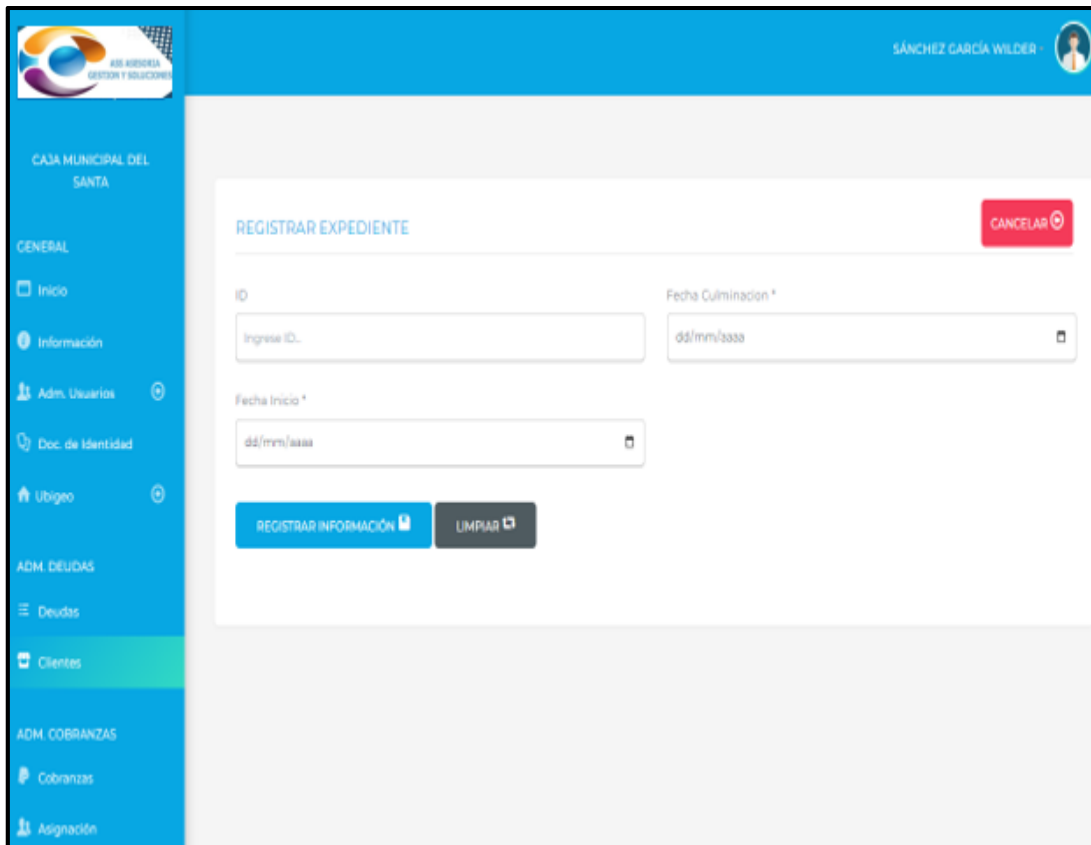 ASS ASESORIA
GESTION Y SOLUCIONES
SÁNCHEZ GARCÍA WILDER -
CAJA MUNICIPAL DEL
SANTA
GENERAL
Inicio
Información
Adm. Usuarios
Doc. de Identidad
Ubigeo
ADM. DEUDAS
Deudas
Clientes
ADM. COBRANZAS
Cobranzas
Asignación
REGISTRAR EXPEDIENTE
CANCELAR
ID
Ingrese ID...
Fecha Culminacion *
dd/mm/aaaa
Fecha Inicio *
dd/mm/aaaa
REGISTRAR INFORMACIÓN
LIMPIAR